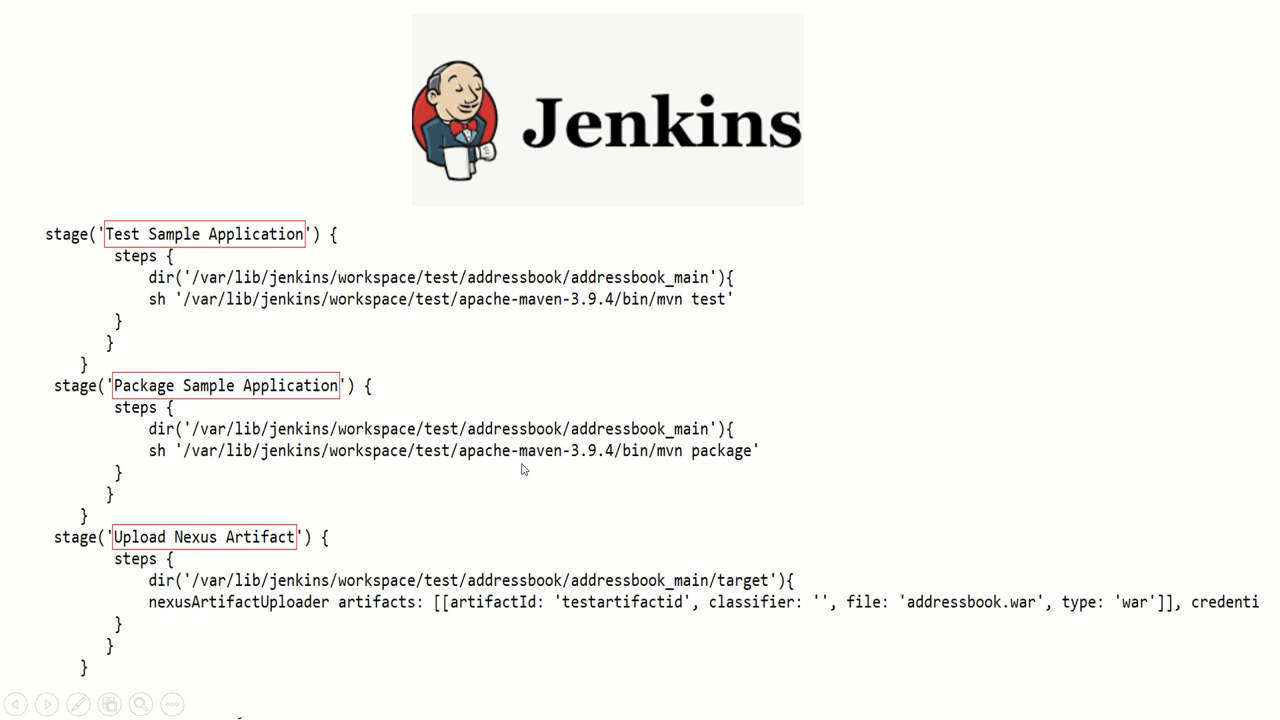 Jenkins
stage('Test Sample Application') {
steps {
dir('/var/lib/jenkins/workspace/test/addressbook/addressbook_main'){
sh '/var/lib/jenkins/workspace/test/apache-maven-3.9.4/bin/mvn test'
}
}
}
stage('Package Sample Application') {
steps {
dir('/var/lib/jenkins/workspace/test/addressbook/addressbook_main'){
sh '/var/lib/jenkins/workspace/test/apache-maven-3.9.4/bin/mvn package'
}
}
}
stage('Upload Nexus Artifact') {
steps {
dir('/var/lib/jenkins/workspace/test/addressbook/addressbook_main/target'){
nexusArtifactUploader artifacts: [[artifactId: 'testartifactid', classifier: '', file: 'addressbook.war', type: 'war']], credenti
}
}
}